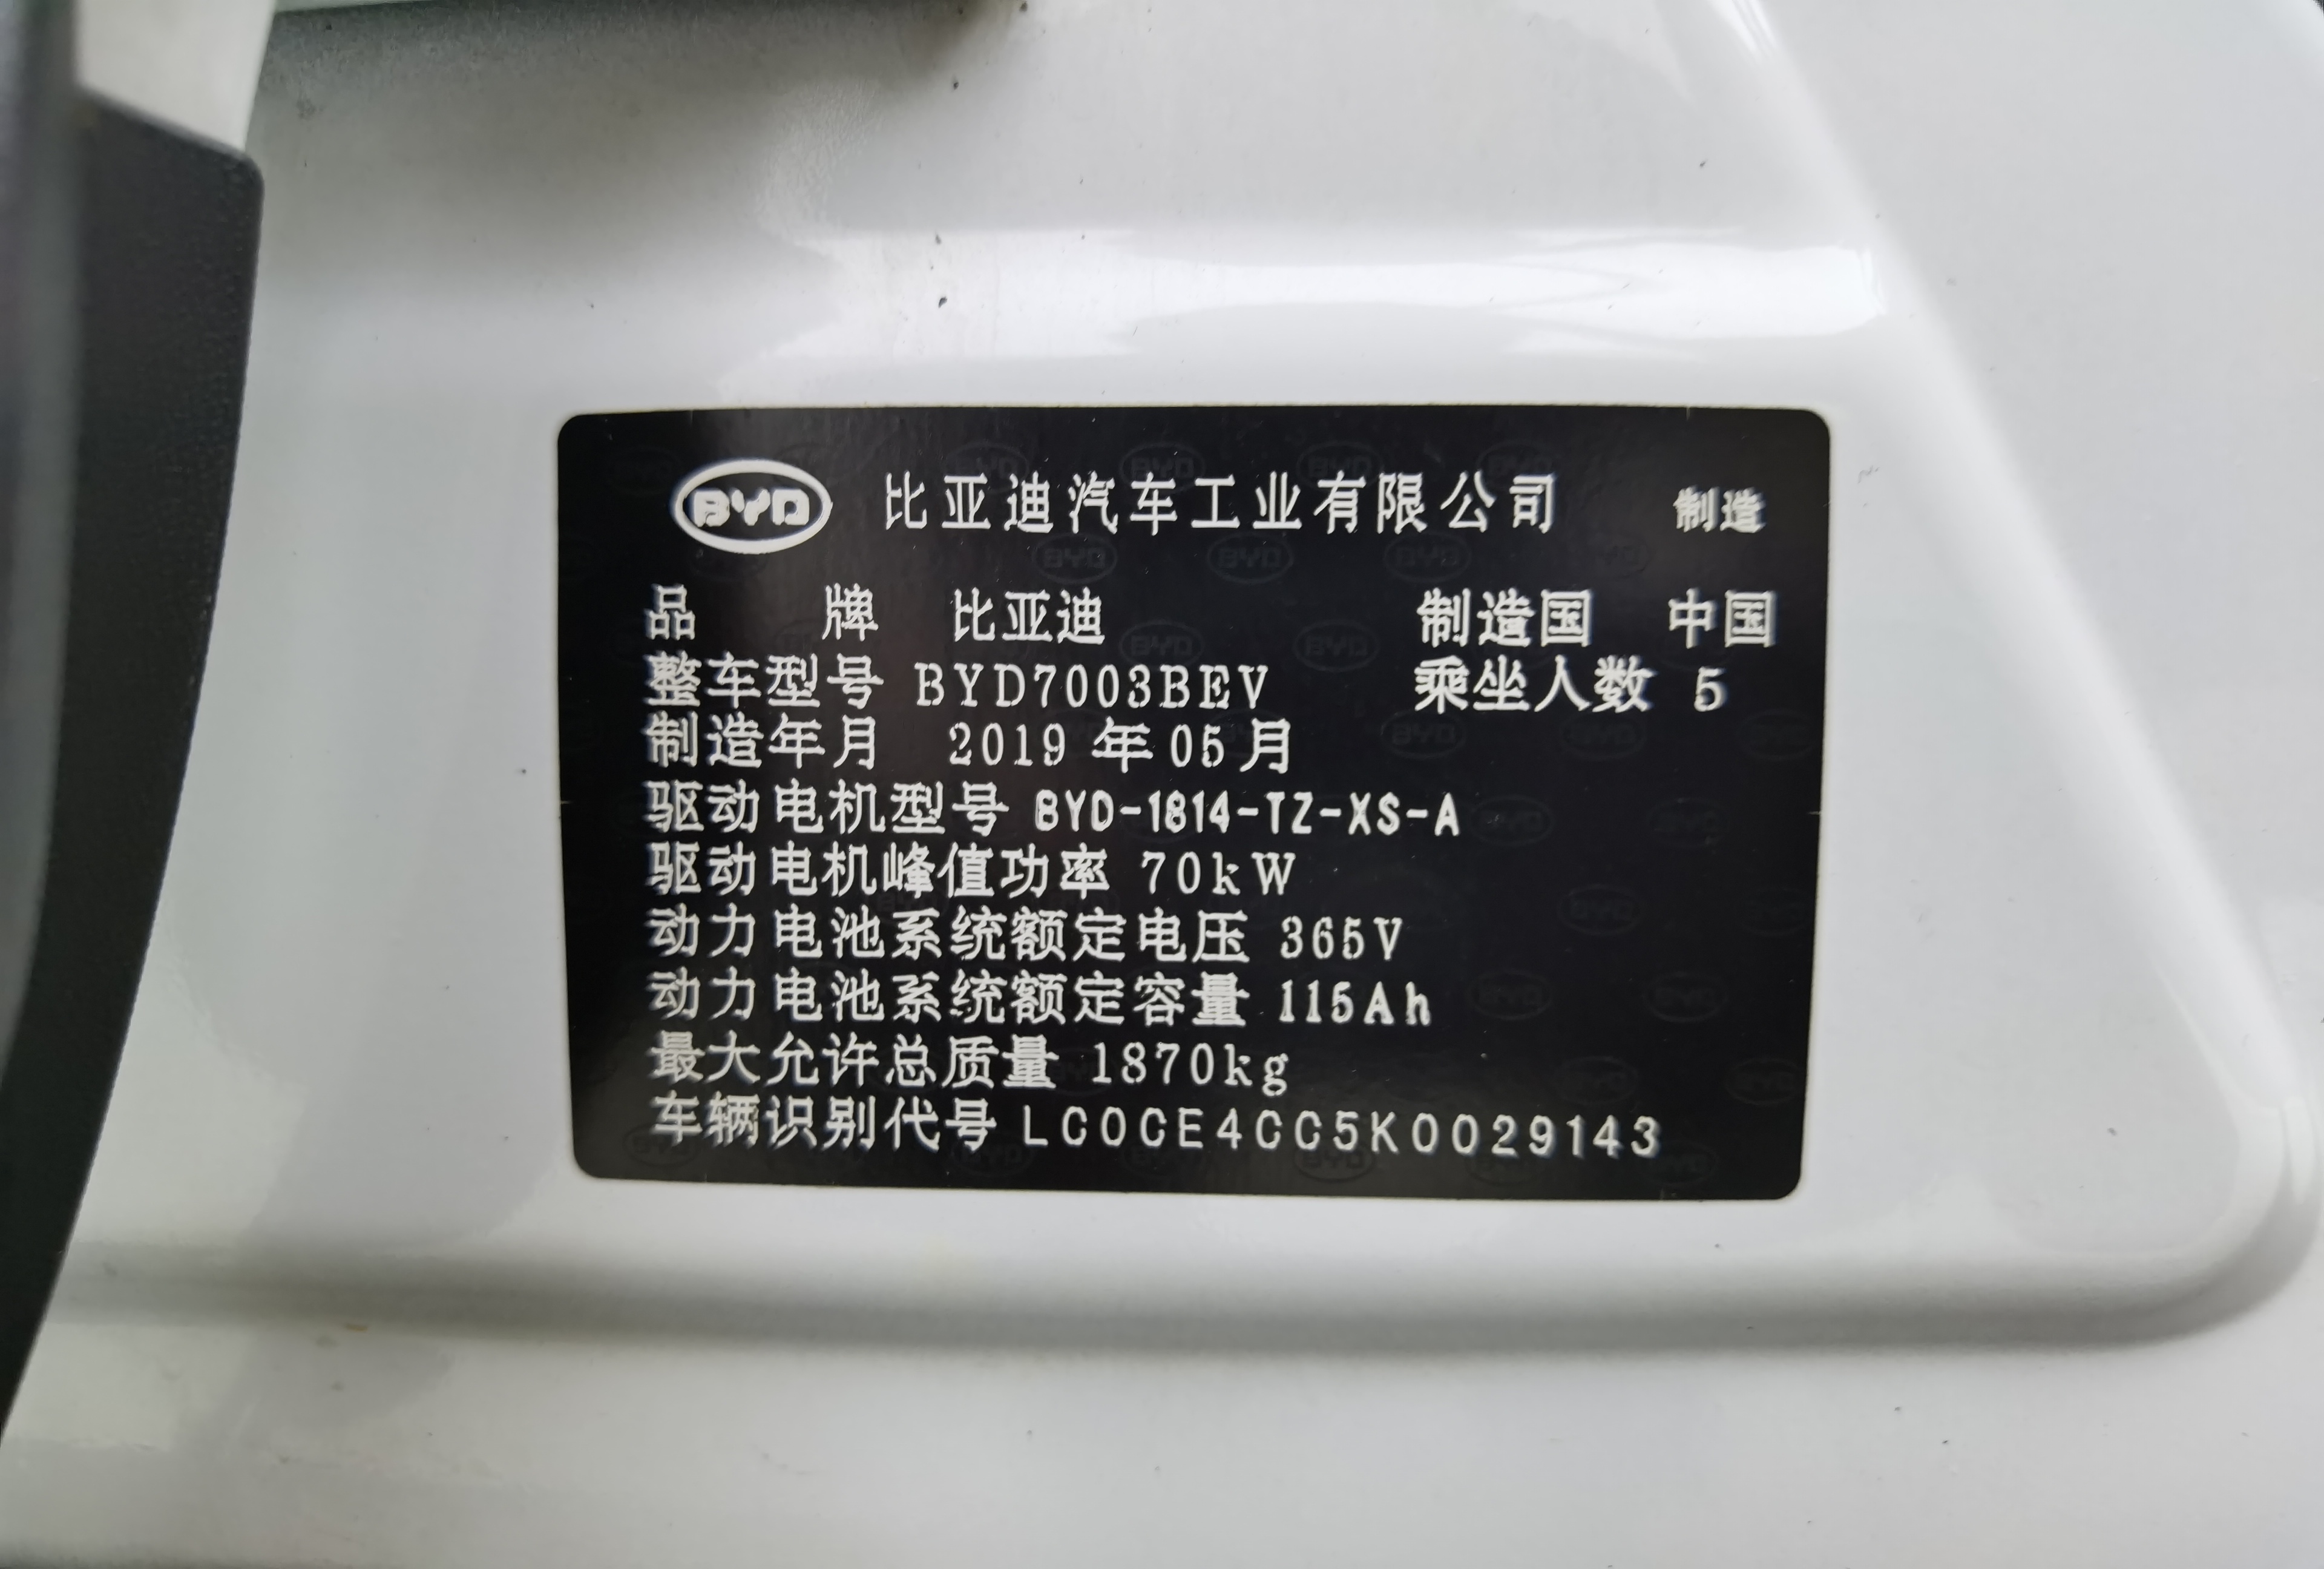 BYD 比亚迪汽车工业有限公司 制造
品 牌 比亚迪 制造国 中国
整车型号 BYD7003BEV 乘坐人数 5
制造年月 2019 年 05 月
驱动电机型号 BYD-1814-TZ-XS-A
驱动电机峰值功率 70kW
动力电池系统额定电压 365V
动力电池系统额定容量 115Ah
最大允许总质量 1870kg
车辆识别代号 LC0CE4CC5K0029143